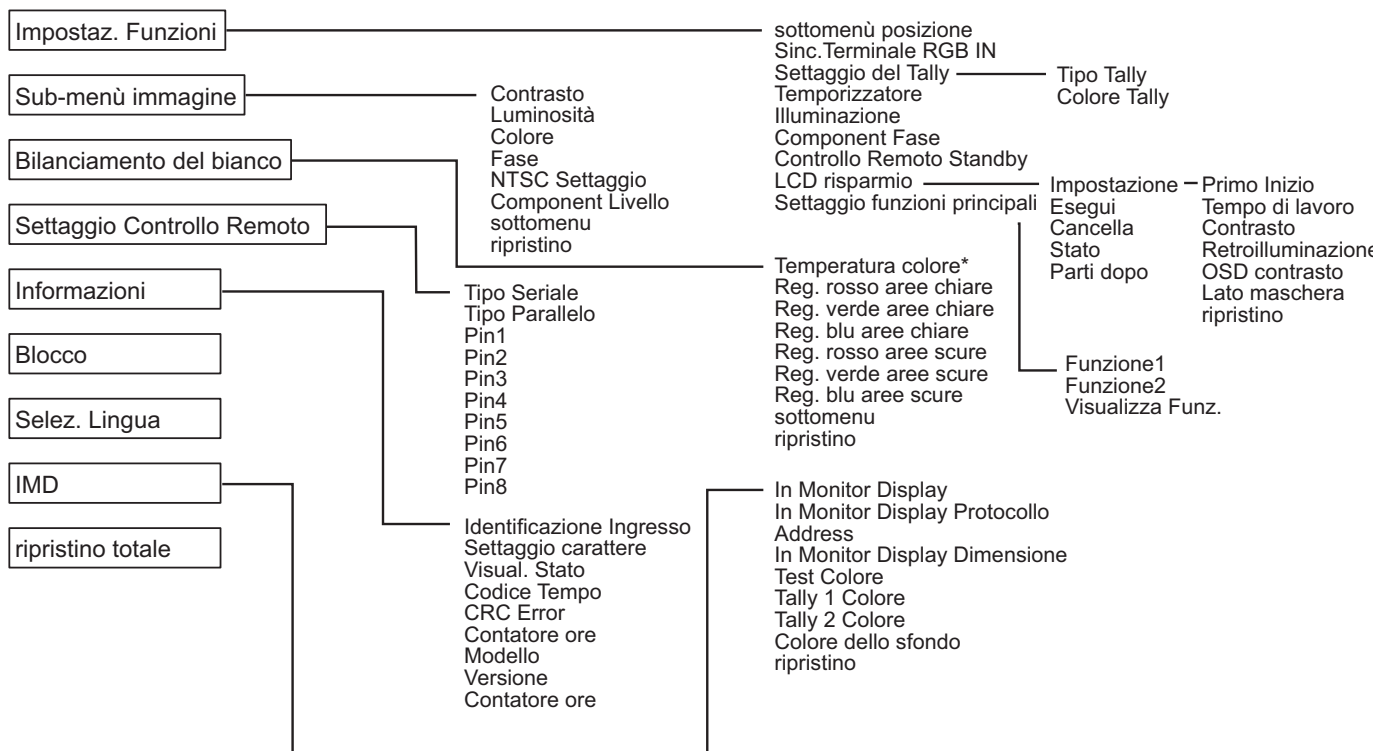 Impostaz. Funzioni
Sub-menù immagine
Bilanciamento del bianco
Settaggio Controllo Remoto
Informazioni
Blocco
Selez. Lingua
IMD
ripristino totale
sottomenù posizione
Sinc.Terminale RGB IN
Settaggio del Tally
Temporizzatore
Illuminazione
Component Fase
Controllo Remoto Standby
LCD risparmio
Settaggio funzioni principali
Tipo Tally
Colore Tally
Impostazione
Esegui
Cancella
Stato
Parti dopo
Primo Inizio
Tempo di lavoro
Contrasto
Retroilluminazione
OSD contrasto
Lato maschera
ripristino
Funzione1
Funzione2
Visualizza Funz.
Contrasto
Luminosità
Colore
Fase
NTSC Settaggio
Component Livello
sottomenu
ripristino
Temperatura colore*
Reg. rosso aree chiare
Reg. verde aree chiare
Reg. blu aree chiare
Reg. rosso aree scure
Reg. verde aree scure
Reg. blu aree scure
sottomenu
ripristino
Tipo Seriale
Tipo Parallelo
Pin1
Pin2
Pin3
Pin4
Pin5
Pin6
Pin7
Pin8
Identificazione Ingresso
Settaggio carattere
Visual. Stato
Codice Tempo
CRC Error
Contatore ore
Modello
Versione
Contatore ore
In Monitor Display
In Monitor Display Protocollo
Address
In Monitor Display Dimensione
Test Colore
Tally 1 Colore
Tally 2 Colore
Colore dello sfondo
ripristino